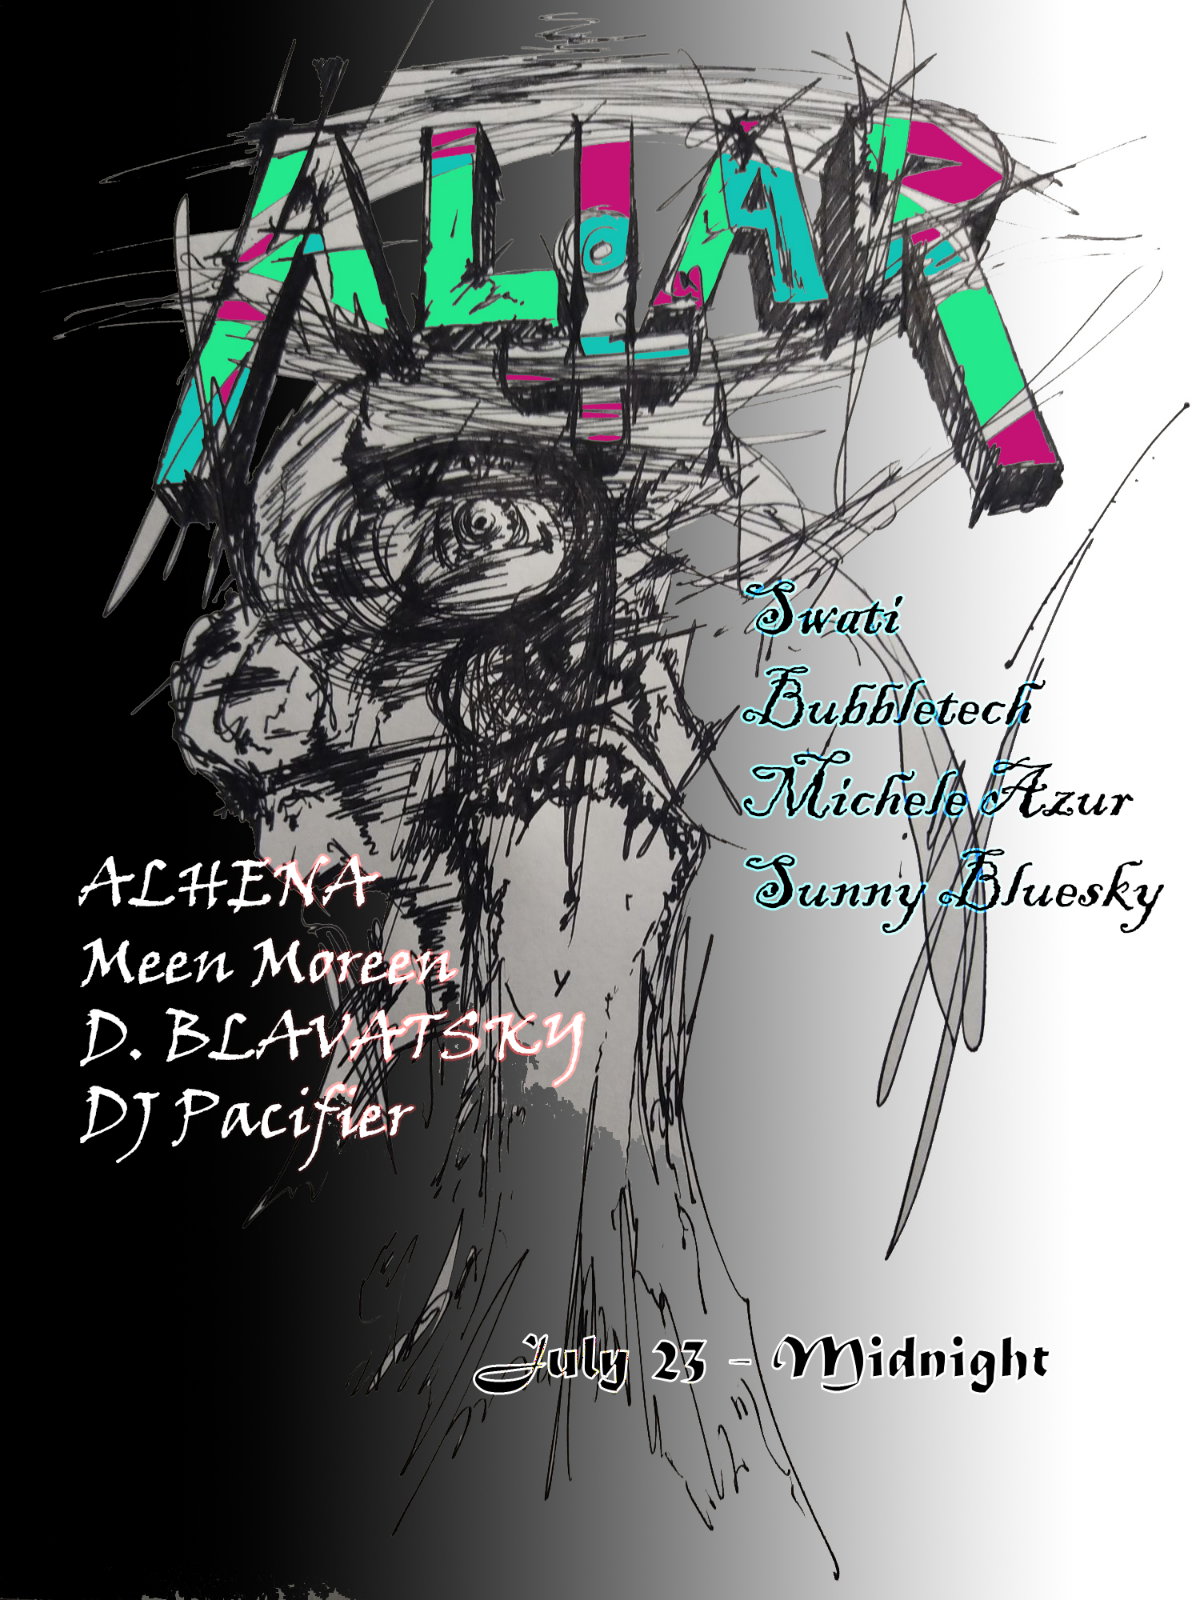 ALTAR
Swati
Bubbletech
Michele Azur
Sunny Bluesky
ALHENA
Meen Moreen
D. BLAVATSKY
DJ Pacifier
July 23 - Midnight